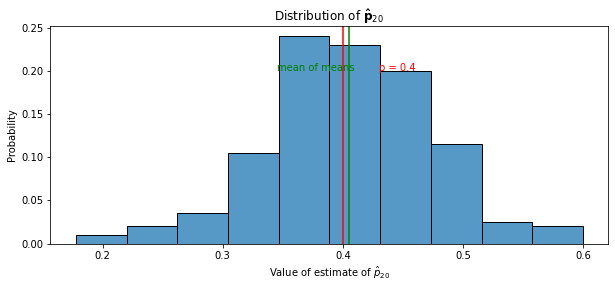 Distribution of p̂₂₀
0.25
0.20
0.15
0.10
0.05
0.00
Probability
mean of means
p = 0.4
0.2 0.3 0.4 0.5 0.6
Value of estimate of p̂₂₀